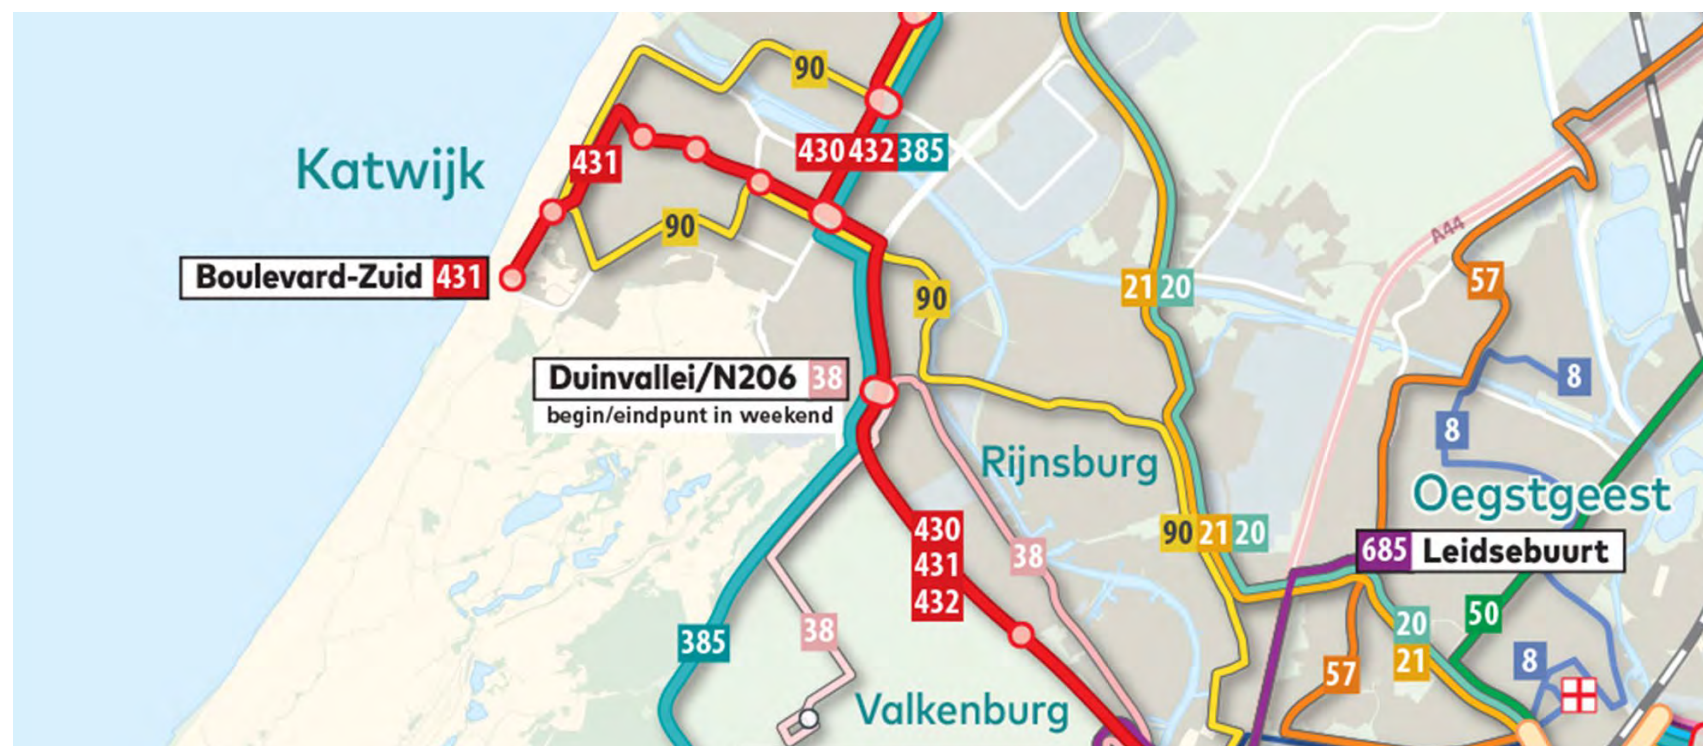 90
430 432 385
431
Katwijk
90
Boulevard-Zuid 431
A44
57
21 20
90
Duinvallei/N206 38
begin/eindpunt in weekend
8
8
Rijnsburg
Oegstgeest
430
431
432
38
90 21 20
685 Leidsebuurt
385
38
20
21
50
57
8
Valkenburg